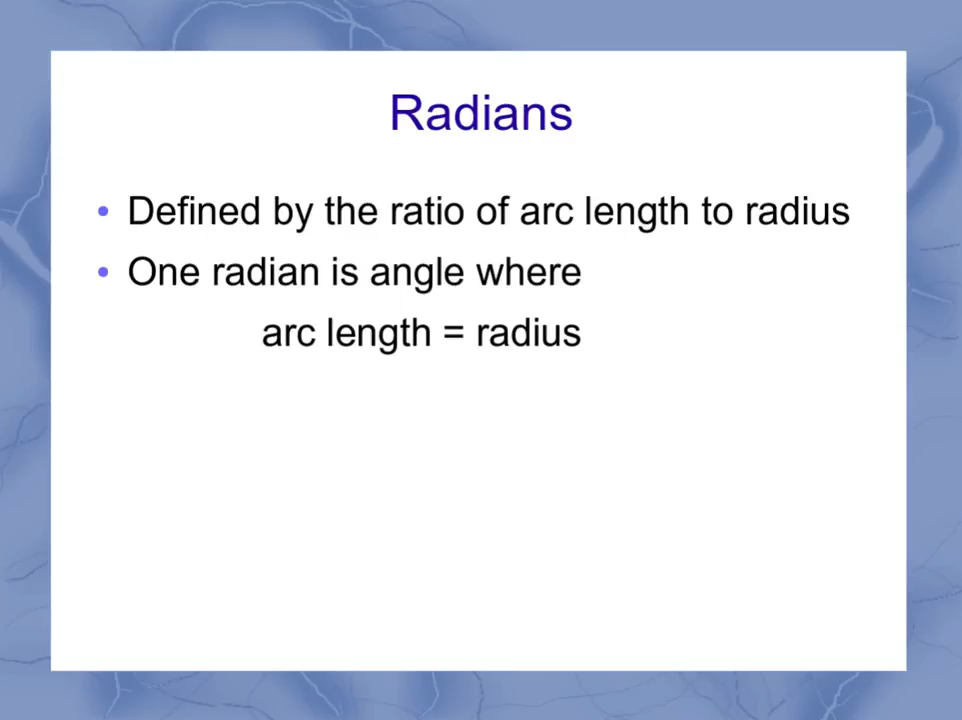 Radians
• Defined by the ratio of arc length to radius
• One radian is angle where
arc length = radius